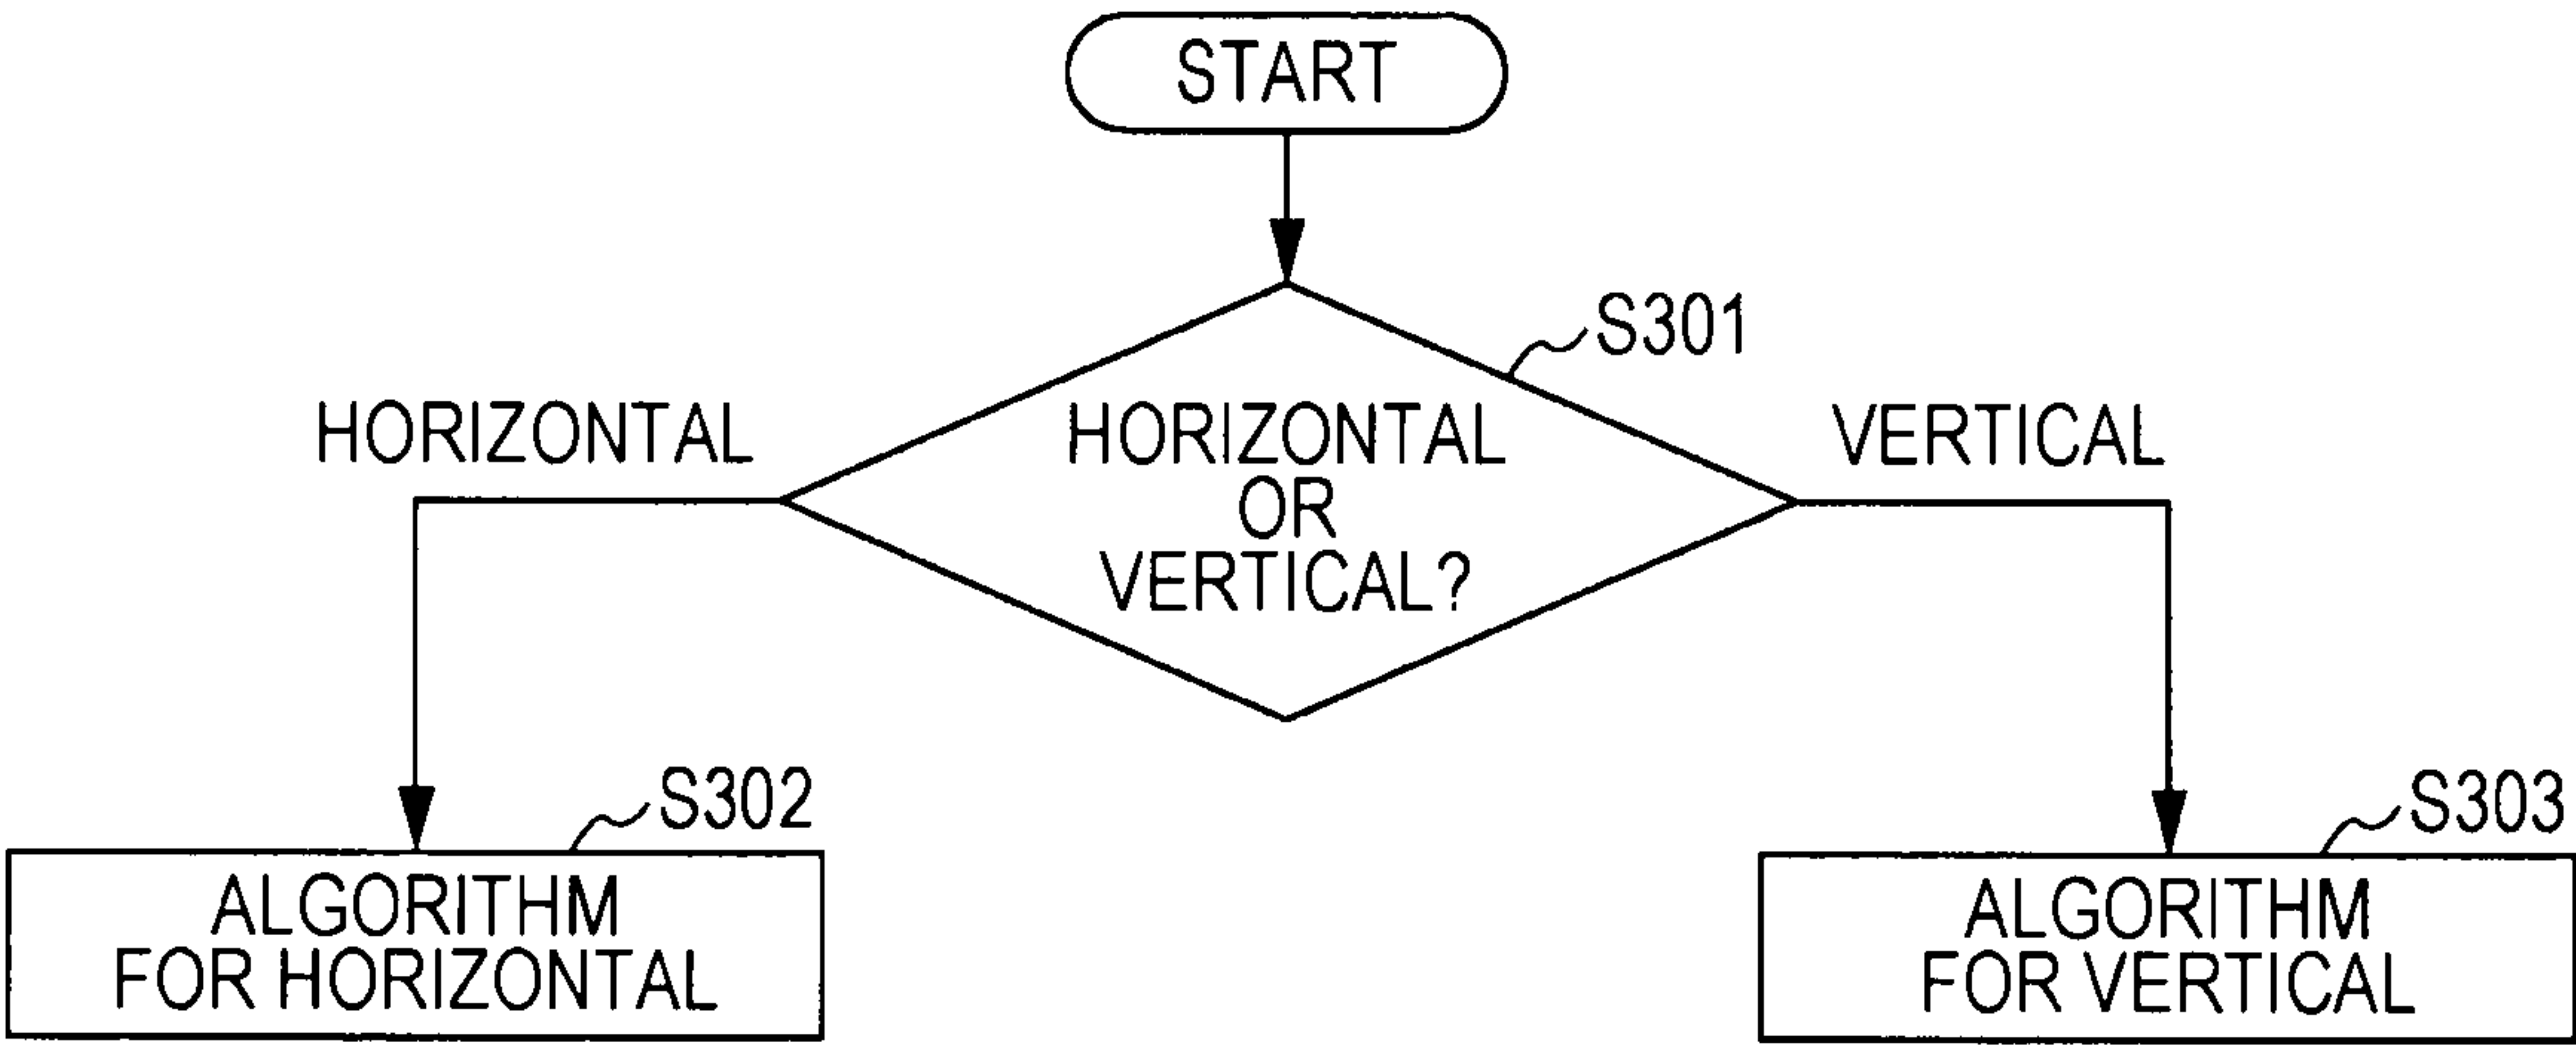 START
S301
HORIZONTAL
HORIZONTAL
OR
VERTICAL?
VERTICAL
S302
ALGORITHM
FOR HORIZONTAL
S303
ALGORITHM
FOR VERTICAL